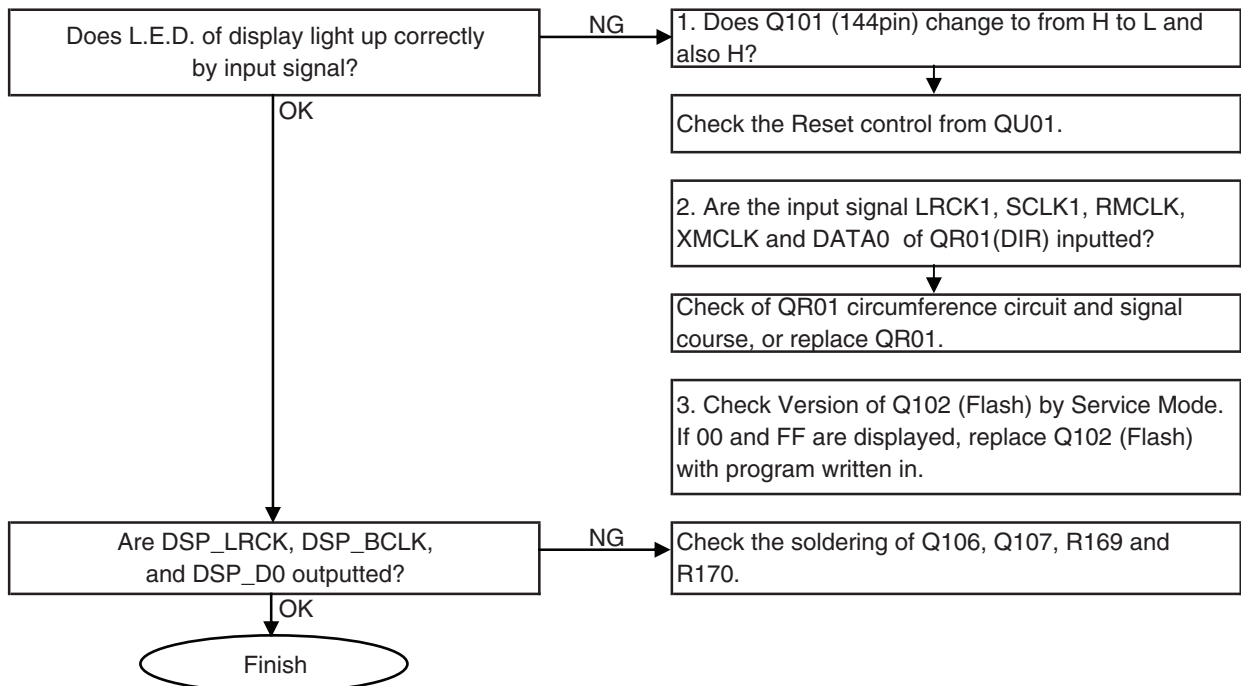 Does L.E.D. of display light up correctly
by input signal?
NG
1. Does Q101 (144pin) change to from H to L and
also H?
OK
Check the Reset control from QU01.
2. Are the input signal LRCK1, SCLK1, RMCLK,
XMCLK and DATA0 of QR01(DIR) inputted?
Check of QR01 circumference circuit and signal
course, or replace QR01.
3. Check Version of Q102 (Flash) by Service Mode.
If 00 and FF are displayed, replace Q102 (Flash)
with program written in.
Are DSP_LRCK, DSP_BCLK,
and DSP_D0 outputted?
NG
Check the soldering of Q106, Q107, R169 and
R170.
OK
Finish